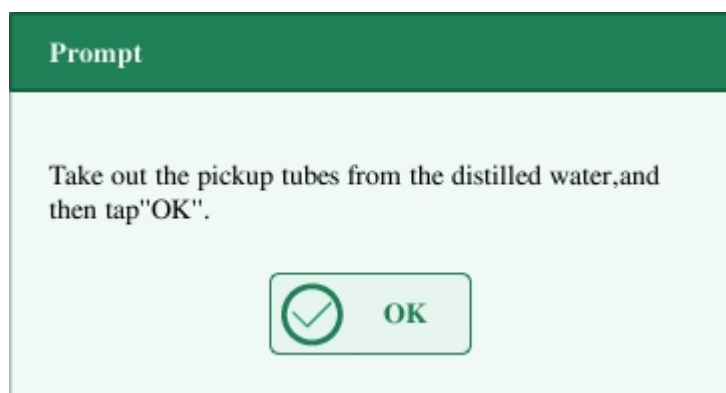 Prompt
Take out the pickup tubes from the distilled water,and
then tap"OK".
OK